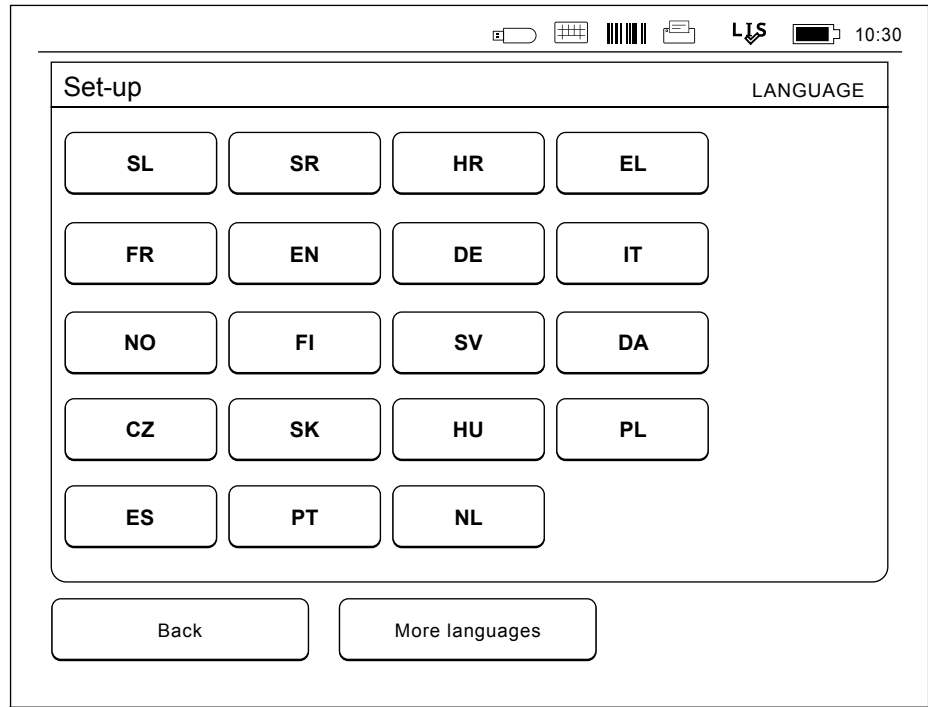 LIS 10:30
Set-up LANGUAGE
SL SR HR EL
FR EN DE IT
NO FI SV DA
CZ SK HU PL
ES PT NL
Back More languages